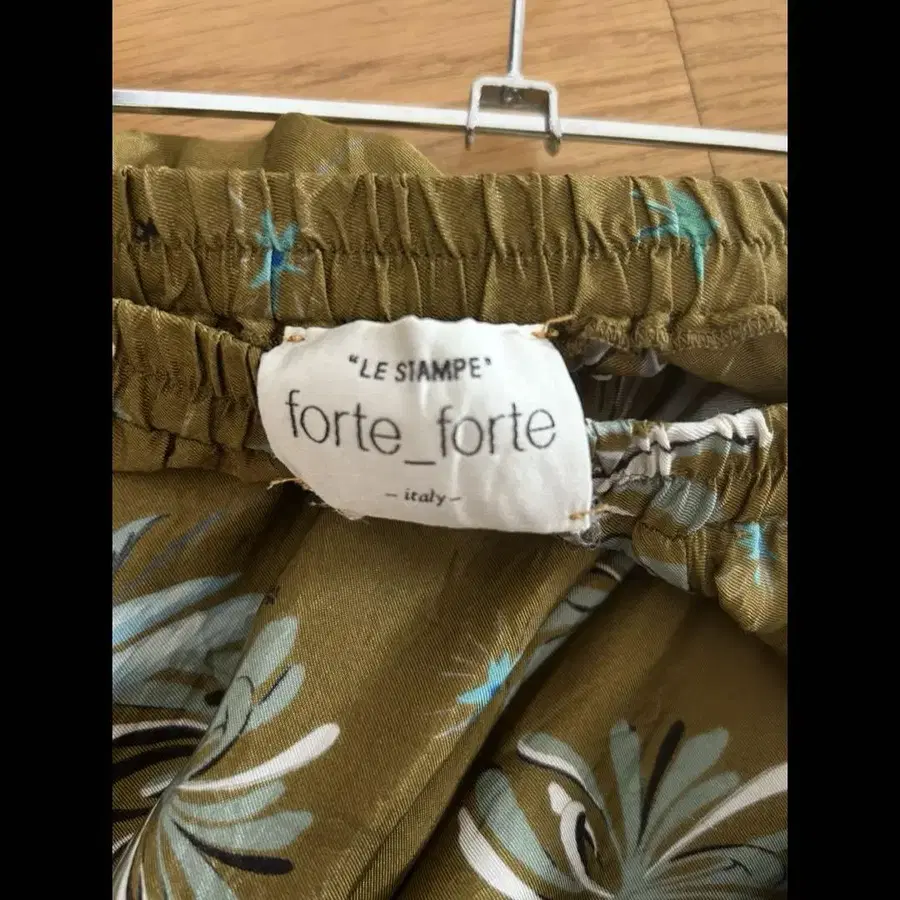 "LE STAMPE"
forte_forte
- italy -